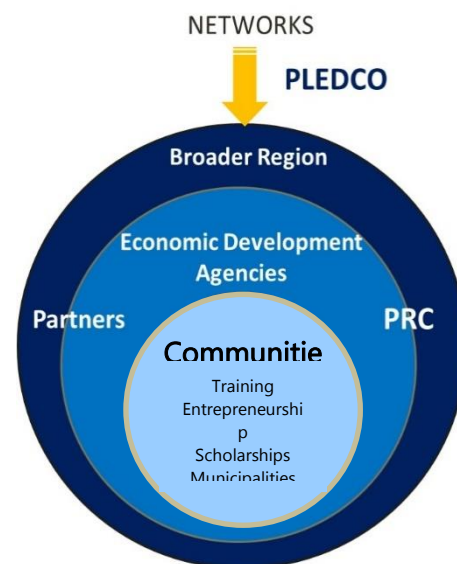 NETWORKS
PLEDCO
Broader Region
Economic Development
Agencies
Partners
PRC
Communitie
Training
Entrepreneurshi
p
Scholarships
Municipalities